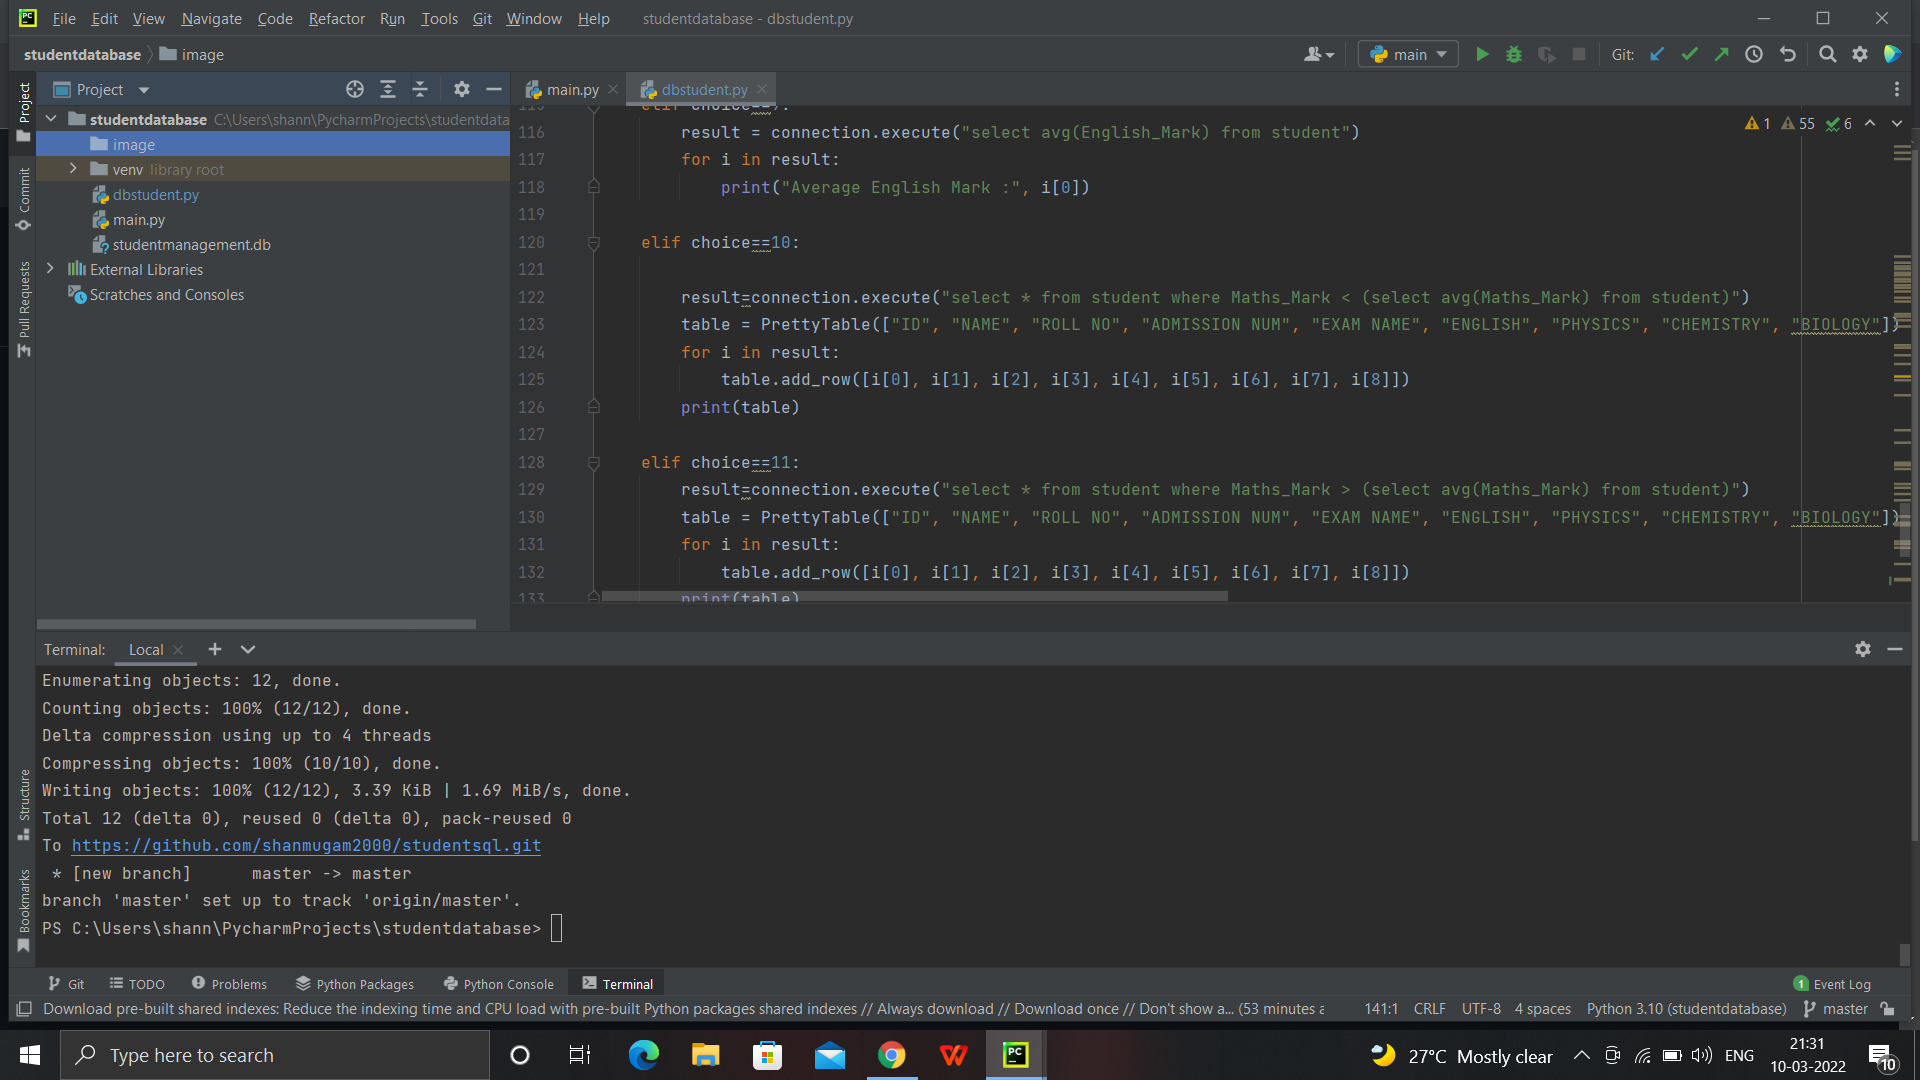 File Edit View Navigate Code Refactor Run Tools Git Window Help studentdatabase - dbstudent.py
studentdatabase image
main
Git:
Project
main.py
dbstudent.py
studentdatabase C:\Users\shann\PycharmProjects\studentdata
image
venv library root
dbstudent.py
main.py
studentmanagement.db
External Libraries
Scratches and Consoles
Project
Commit
Pull Requests
Structure
Bookmarks
1 55 6
115 elif choice==9:
116 result = connection.execute("select avg(English_Mark) from student")
117 for i in result:
118 print("Average English Mark :", i[0])
119
120 elif choice==10:
121
122 result=connection.execute("select * from student where Maths_Mark < (select avg(Maths_Mark) from student)")
123 table = PrettyTable(["ID", "NAME", "ROLL NO", "ADMISSION NUM", "EXAM NAME", "ENGLISH", "PHYSICS", "CHEMISTRY", "BIOLOGY"])
124 for i in result:
125 table.add_row([i[0], i[1], i[2], i[3], i[4], i[5], i[6], i[7], i[8]])
126 print(table)
127
128 elif choice==11:
129 result=connection.execute("select * from student where Maths_Mark > (select avg(Maths_Mark) from student)")
130 table = PrettyTable(["ID", "NAME", "ROLL NO", "ADMISSION NUM", "EXAM NAME", "ENGLISH", "PHYSICS", "CHEMISTRY", "BIOLOGY"])
131 for i in result:
132 table.add_row([i[0], i[1], i[2], i[3], i[4], i[5], i[6], i[7], i[8]])
133 print(table)
Terminal: Local
Enumerating objects: 12, done.
Counting objects: 100% (12/12), done.
Delta compression using up to 4 threads
Compressing objects: 100% (10/10), done.
Writing objects: 100% (12/12), 3.39 KiB | 1.69 MiB/s, done.
Total 12 (delta 0), reused 0 (delta 0), pack-reused 0
To https://github.com/shanmugam2000/studentsql.git
* [new branch] master -> master
branch 'master' set up to track 'origin/master'.
PS C:\Users\shann\PycharmProjects\studentdatabase>
Git TODO Problems Python Packages Python Console Terminal 1 Event Log
Download pre-built shared indexes: Reduce the indexing time and CPU load with pre-built Python packages shared indexes // Always download // Download once // Don't show a... (53 minutes a 141:1 CRLF UTF-8 4 spaces Python 3.10 (studentdatabase) master
Type here to search
27°C Mostly clear ENG
21:31
10-03-2022
10